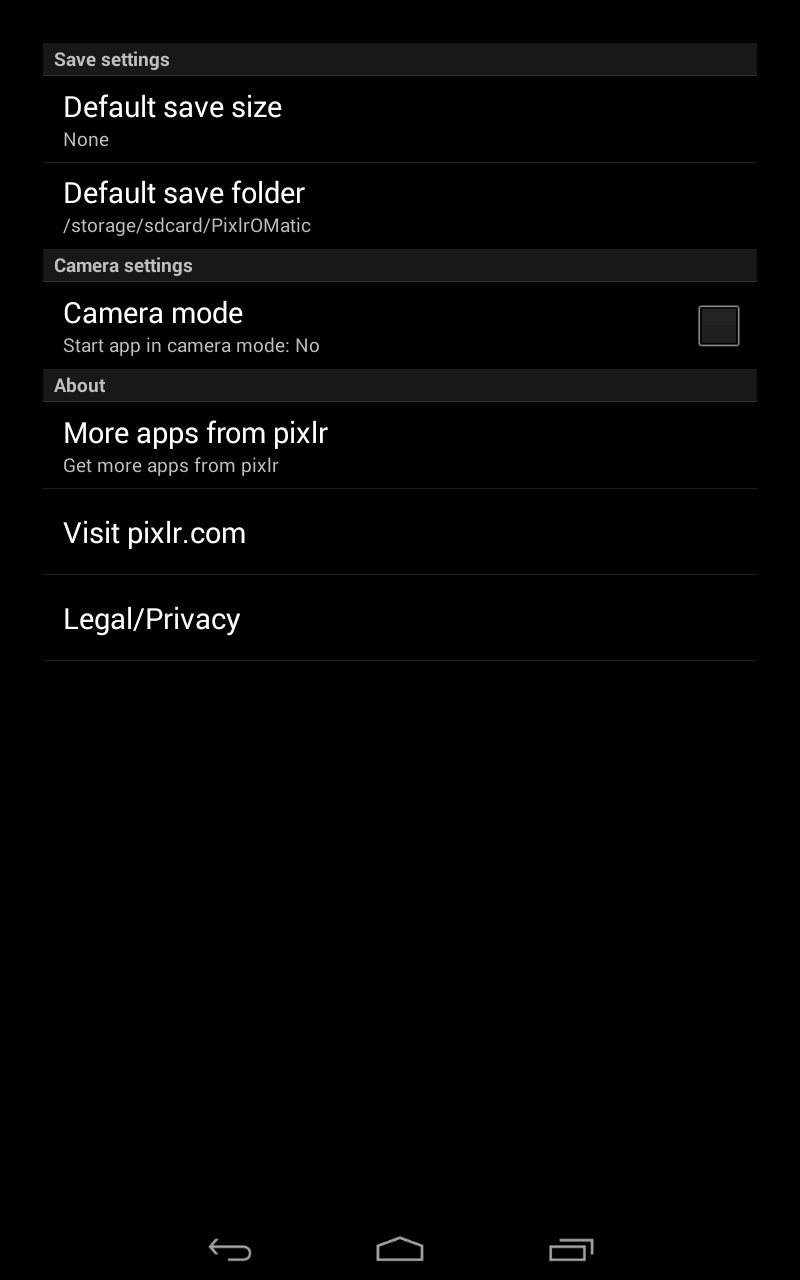 Save settings
Default save size
None
Default save folder
/storage/sdcard/PixlrOMatic
Camera settings
Camera mode
Start app in camera mode: No
About
More apps from pixlr
Get more apps from pixlr
Visit pixlr.com
Legal/Privacy